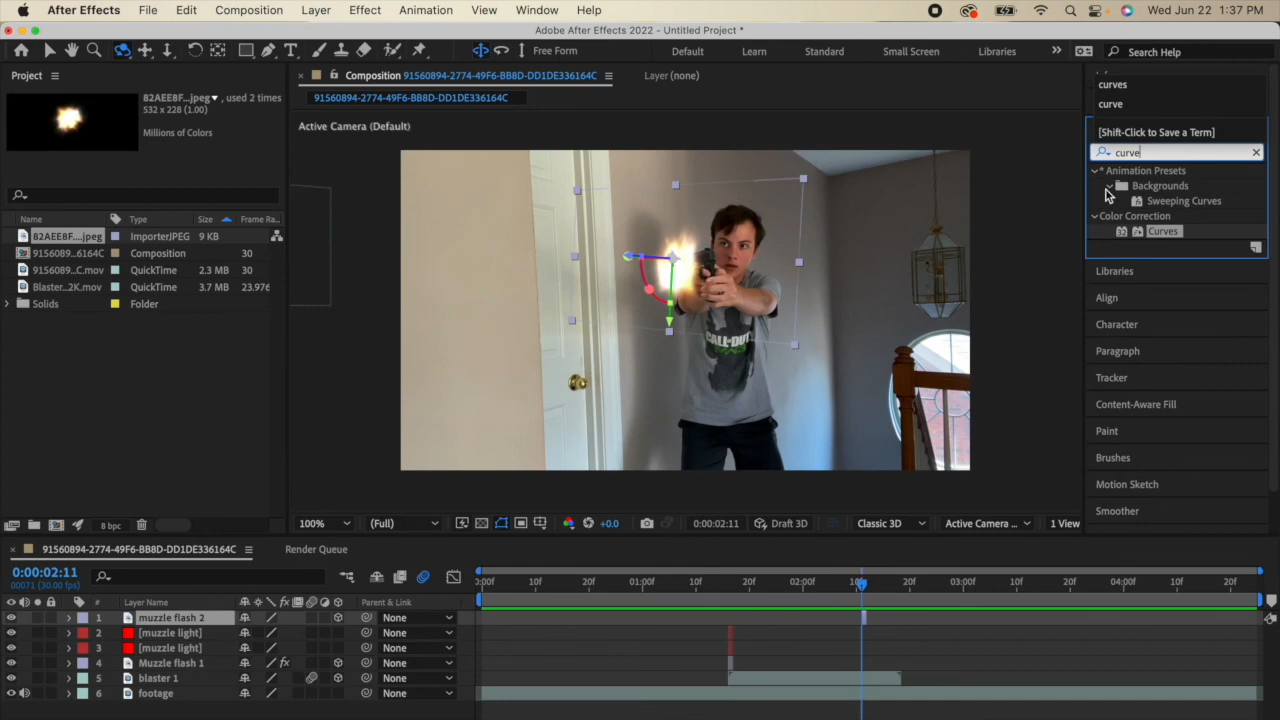 After Effects File Edit Composition Layer Effect Animation View Window Help Wed Jun 22 1:37 PM
Adobe After Effects 2022 - Untitled Project *
Free Form Default Learn Standard Small Screen Libraries Search Help
Project
Composition 91560894-2774-49F6-BB8D-DD1DE336164C
Layer (none)
82AEE8F...jpeg, used 2 times
532 x 228 (1.00)
Millions of Colors
91560894-2774-49F6-BB8D-DD1DE336164C
Active Camera (Default)
CALL OF DUTY
curves
curve
[Shift-Click to Save a Term]
curve
* Animation Presets
Backgrounds
Sweeping Curves
Color Correction
32 Curves
Libraries
Align
Character
Paragraph
Tracker
Content-Aware Fill
Paint
Brushes
Motion Sketch
Smoother
Name Type Size Frame Ra...
82AEE8F....jpeg ImporterJPEG 9 KB
9156089...6164C Composition 30
9156089...C.mov QuickTime 2.3 MB 30
Blaster...2K.mov QuickTime 3.7 MB 23.976
Solids Folder
8 bpc
100% (Full) +0.0 0:00:02:11 Draft 3D Classic 3D Active Camera ... 1 View
91560894-2774-49F6-BB8D-DD1DE336164C Render Queue
0:00:02:11
00071 (30.00 fps)
:00f 10f 20f 01:00f 10f 20f 02:00f 20f 03:00f 10f 20f 04:00f 10f 20f
# Layer Name Parent & Link
1 muzzle flash 2 None
2 [muzzle light] None
3 [muzzle light] None
4 Muzzle flash 1 fx None
5 blaster 1 None
6 footage None